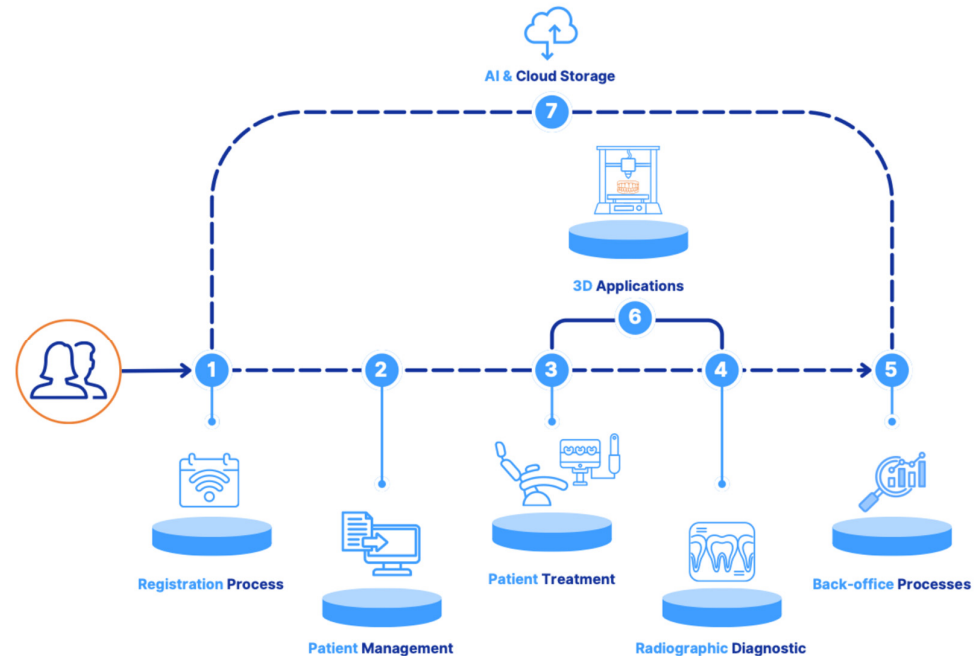 AI & Cloud Storage
7
3D Applications
6
1
2
3
4
5
Registration Process
Patient Management
Patient Treatment
Radiographic Diagnostic
Back-office Processes